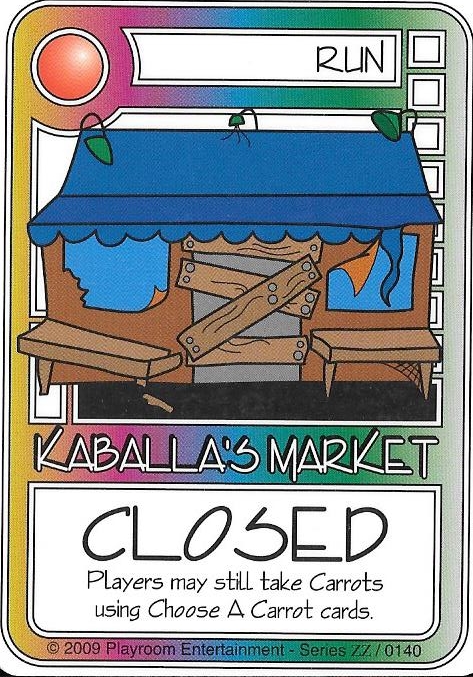 RUN
KABALLA'S MARKET
CLOSED
Players may still take Carrots
using Choose A Carrot cards.
© 2009 Playroom Entertainment - Series ZZ / 0140